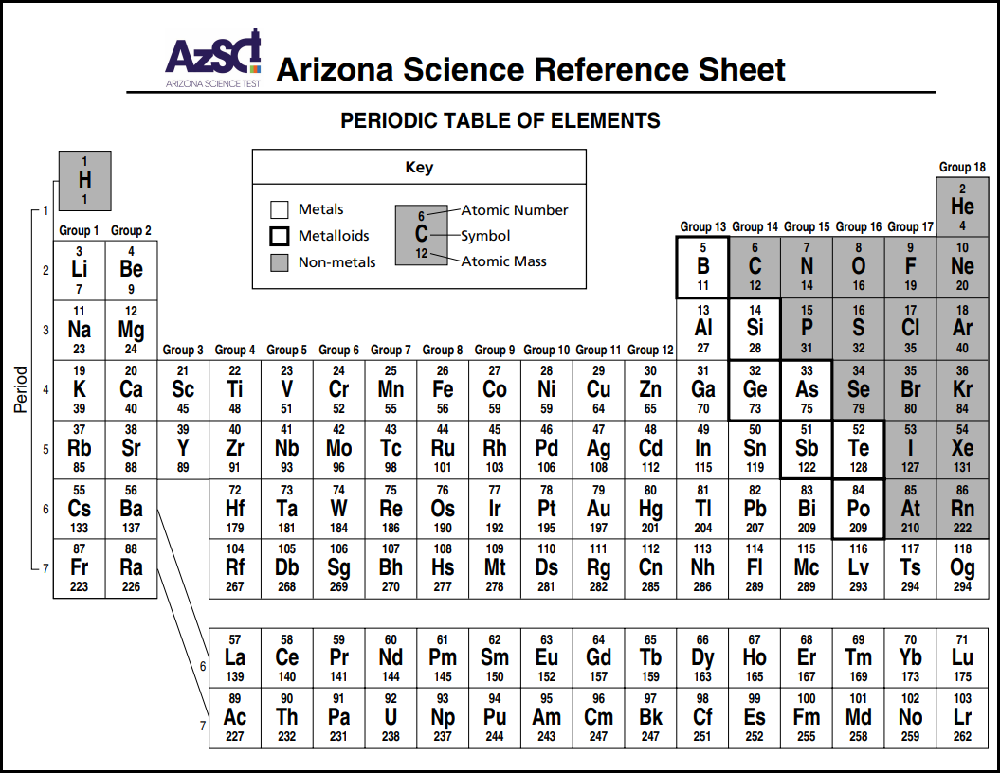 AzSCI
ARIZONA SCIENCE TEST
Arizona Science Reference Sheet
PERIODIC TABLE OF ELEMENTS
Key
Metals
Metalloids
Non-metals
6
C
12
Atomic Number
Symbol
Atomic Mass
Period
1
2
3
4
5
6
7
Group 1 Group 2
Group 3 Group 4 Group 5 Group 6 Group 7 Group 8 Group 9 Group 10 Group 11 Group 12
Group 13 Group 14 Group 15 Group 16 Group 17
Group 18
1 2
H He
1 4
3 4 5 6 7 8 9 10
Li Be B C N O F Ne
7 9 11 12 14 16 19 20
11 12 13 14 15 16 17 18
Na Mg Al Si P S Cl Ar
23 24 27 28 31 32 35 40
19 20 21 22 23 24 25 26 27 28 29 30 31 32 33 34 35 36
K Ca Sc Ti V Cr Mn Fe Co Ni Cu Zn Ga Ge As Se Br Kr
39 40 45 48 51 52 55 56 59 59 64 65 70 73 75 79 80 84
37 38 39 40 41 42 43 44 45 46 47 48 49 50 51 52 53 54
Rb Sr Y Zr Nb Mo Tc Ru Rh Pd Ag Cd In Sn Sb Te I Xe
85 88 89 91 93 96 98 101 103 106 108 112 115 119 122 128 127 131
55 56 72 73 74 75 76 77 78 79 80 81 82 83 84 85 86
Cs Ba Hf Ta W Re Os Ir Pt Au Hg Tl Pb Bi Po At Rn
133 137 179 181 184 186 190 192 195 197 201 204 207 209 209 210 222
87 88 104 105 106 107 108 109 110 111 112 113 114 115 116 117 118
Fr Ra Rf Db Sg Bh Hs Mt Ds Rg Cn Nh Fl Mc Lv Ts Og
223 226 267 268 269 270 277 278 281 282 285 286 289 289 293 294 294
57 58 59 60 61 62 63 64 65 66 67 68 69 70 71
6 La Ce Pr Nd Pm Sm Eu Gd Tb Dy Ho Er Tm Yb Lu
139 140 141 144 145 150 152 157 159 163 165 167 169 173 175
89 90 91 92 93 94 95 96 97 98 99 100 101 102 103
7 Ac Th Pa U Np Pu Am Cm Bk Cf Es Fm Md No Lr
227 232 231 238 237 244 243 247 247 251 252 255 258 259 262